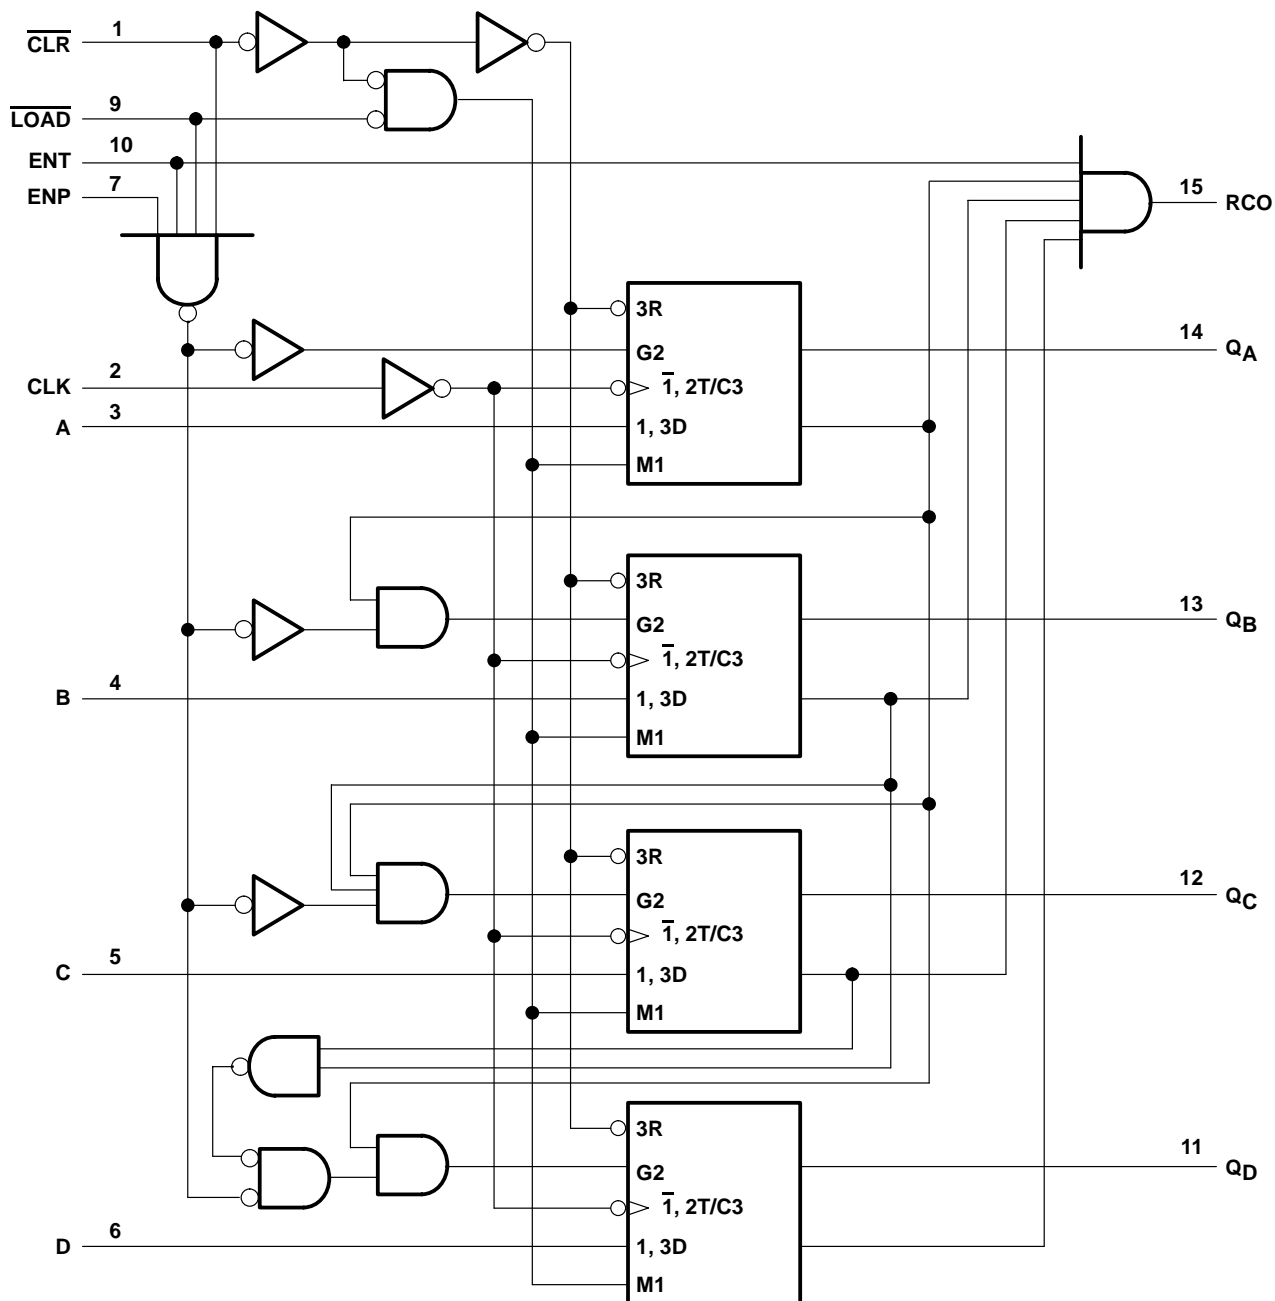 CLR 1
LOAD 9
ENT 10
ENP 7
15 RCO
3R
G2
14 QA
CLK 2
1, 2T/C3
A 3
1, 3D
M1
3R
13 QB
G2
1, 2T/C3
B 4
1, 3D
M1
3R
12 QC
G2
1, 2T/C3
C 5
1, 3D
M1
3R
11 QD
G2
1, 2T/C3
D 6
1, 3D
M1